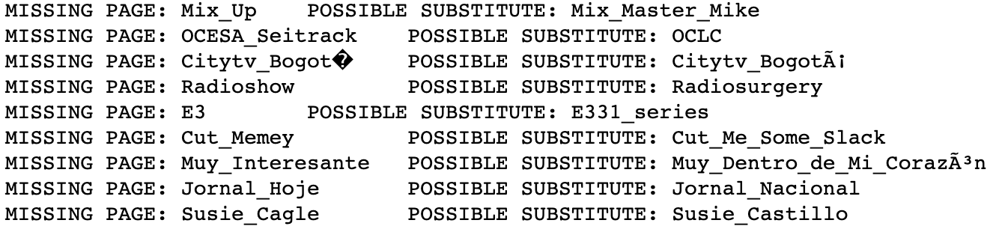 MISSING PAGE: Mix_Up POSSIBLE SUBSTITUTE: Mix_Master_Mike
MISSING PAGE: OCESA_Seitrack POSSIBLE SUBSTITUTE: OCLC
MISSING PAGE: Citytv_Bogot� POSSIBLE SUBSTITUTE: Citytv_BogotÃ¡
MISSING PAGE: Radioshow POSSIBLE SUBSTITUTE: Radiosurgery
MISSING PAGE: E3 POSSIBLE SUBSTITUTE: E331_series
MISSING PAGE: Cut_Memey POSSIBLE SUBSTITUTE: Cut_Me_Some_Slack
MISSING PAGE: Muy_Interesante POSSIBLE SUBSTITUTE: Muy_Dentro_de_Mi_CorazÃ³n
MISSING PAGE: Jornal_Hoje POSSIBLE SUBSTITUTE: Jornal_Nacional
MISSING PAGE: Susie_Cagle POSSIBLE SUBSTITUTE: Susie_Castillo